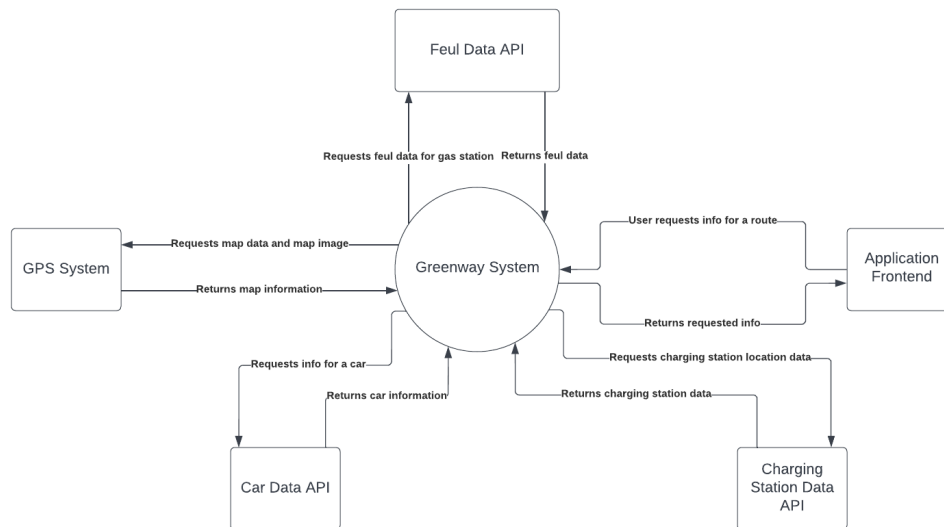 Feul Data API
Requests feul data for gas station
Returns feul data
User requests info for a route
Requests map data and map image
GPS System
Greenway System
Application
Frontend
Returns map information
Returns requested info
Requests info for a car
Requests charging station location data
Returns car information
Returns charging station data
Car Data API
Charging
Station Data
API